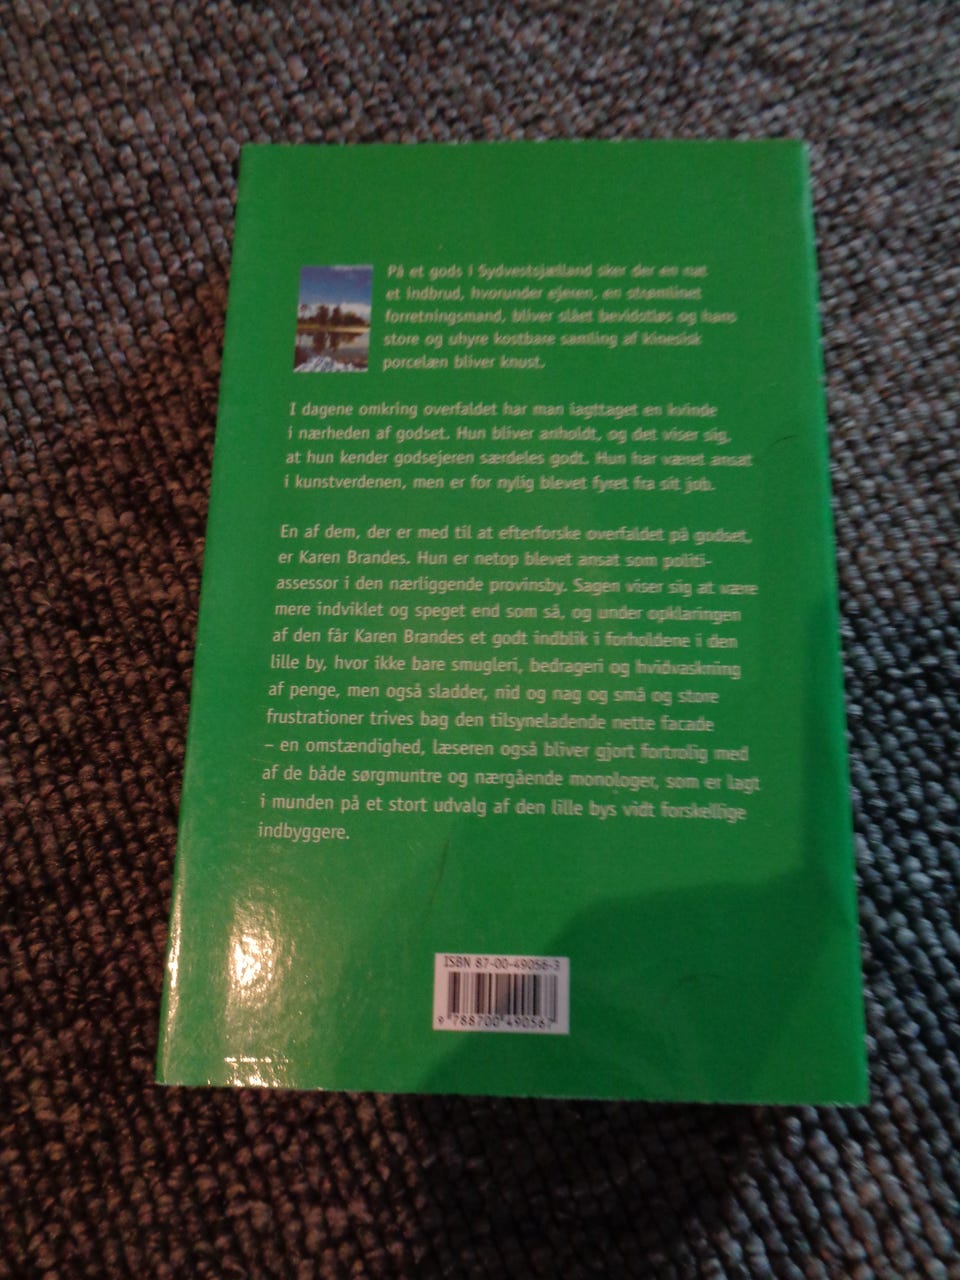 På et gods i Sydvestsjælland sker der en nat
et indbrud, hvorunder ejeren, en strømlinet
forretningsmand, bliver slået bevidstløs og hans
store og uhyre kostbare samling af kinesisk
porcelæn bliver knust.
I dagene omkring overfaldet har man iagttaget en kvinde
i nærheden af godset. Hun bliver anholdt, og det viser sig,
at hun kender godsejeren særdeles godt. Hun har været ansat
i kunstverdenen, men er for nylig blevet fyret fra sit job.
En af dem, der er med til at efterforske overfaldet på godset,
er Karen Brandes. Hun er netop blevet ansat som politi-
assessor i den nærliggende provinsby. Sagen viser sig at være
mere indviklet og speget end som så, og under opklaringen
af den får Karen Brandes et godt indblik i forholdene i den
lille by, hvor ikke bare smugleri, bedrageri og hvidvaskning
af penge, men også sladder, nid og nag og små og store
frustrationer trives bag den tilsyneladende nette facade
– en omstændighed, læseren også bliver gjort fortrolig med
af de både sørgmuntre og nærgående monologer, som er lagt
i munden på et stort udvalg af den lille bys vidt forskellige
indbyggere.
ISBN 87-00-49056-3
9 788700 490567